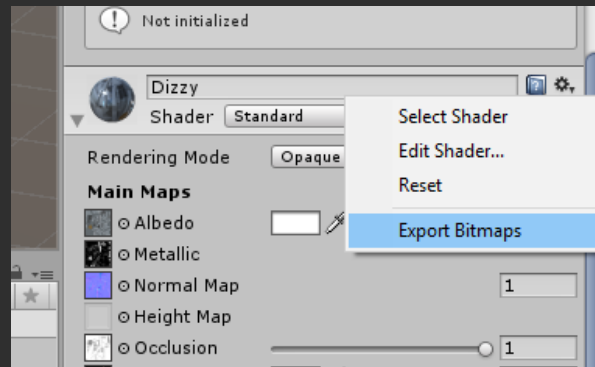 Not initialized
Dizzy
Shader Standard
Select Shader
Edit Shader...
Reset
Export Bitmaps
Rendering Mode Opaque
Main Maps
Albedo
Metallic
Normal Map 1
Height Map
Occlusion 1